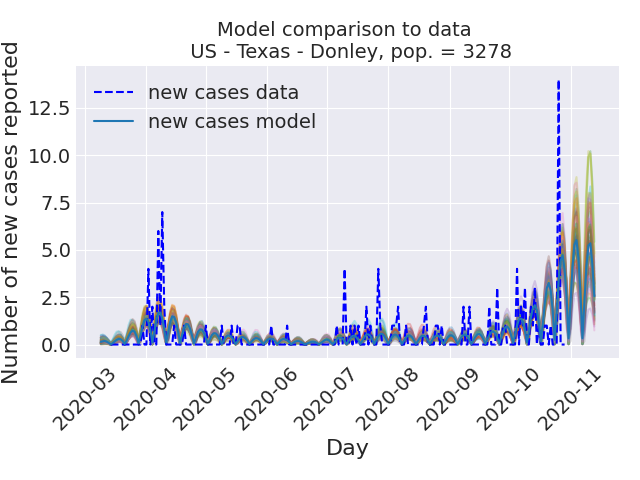 Model comparison to data
US - Texas - Donley, pop. = 3278
new cases data
new cases model
Number of new cases reported
12.5
10.0
7.5
5.0
2.5
0.0
2020-03
2020-04
2020-05
2020-06
2020-07
2020-08
2020-09
2020-10
2020-11
Day